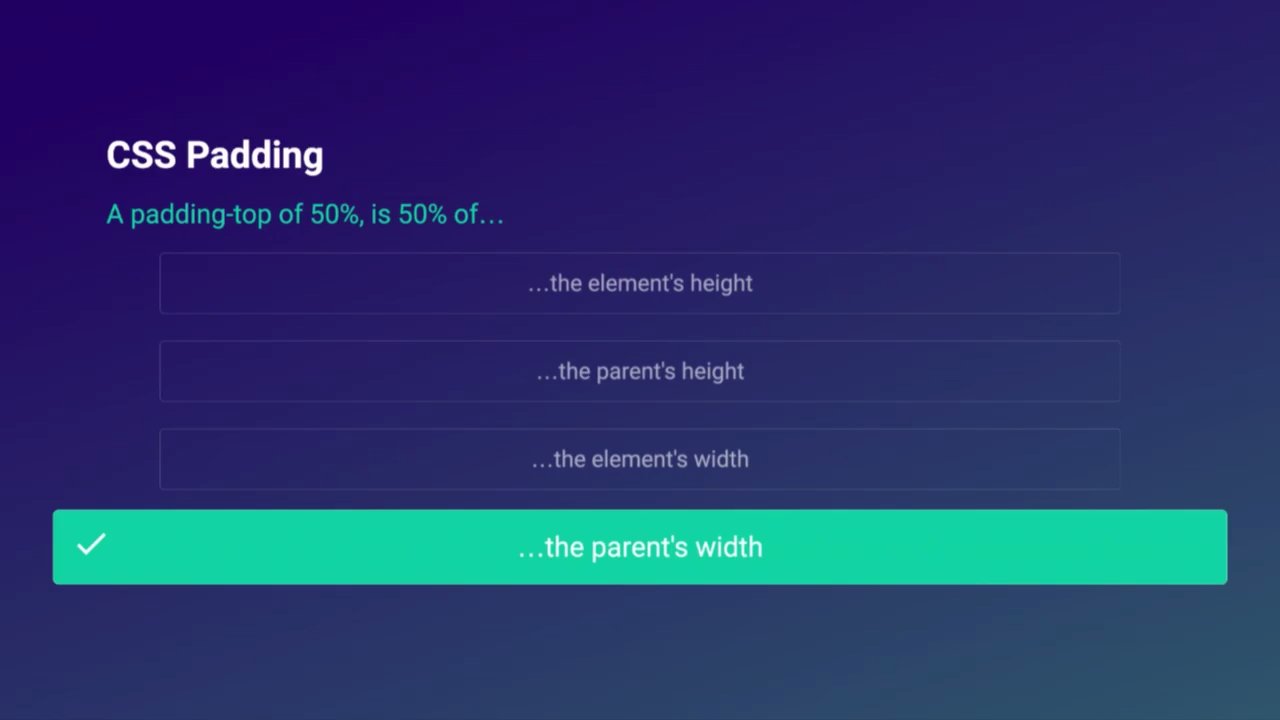 CSS Padding
A padding-top of 50%, is 50% of…
…the element's height
…the parent's height
…the element's width
…the parent's width